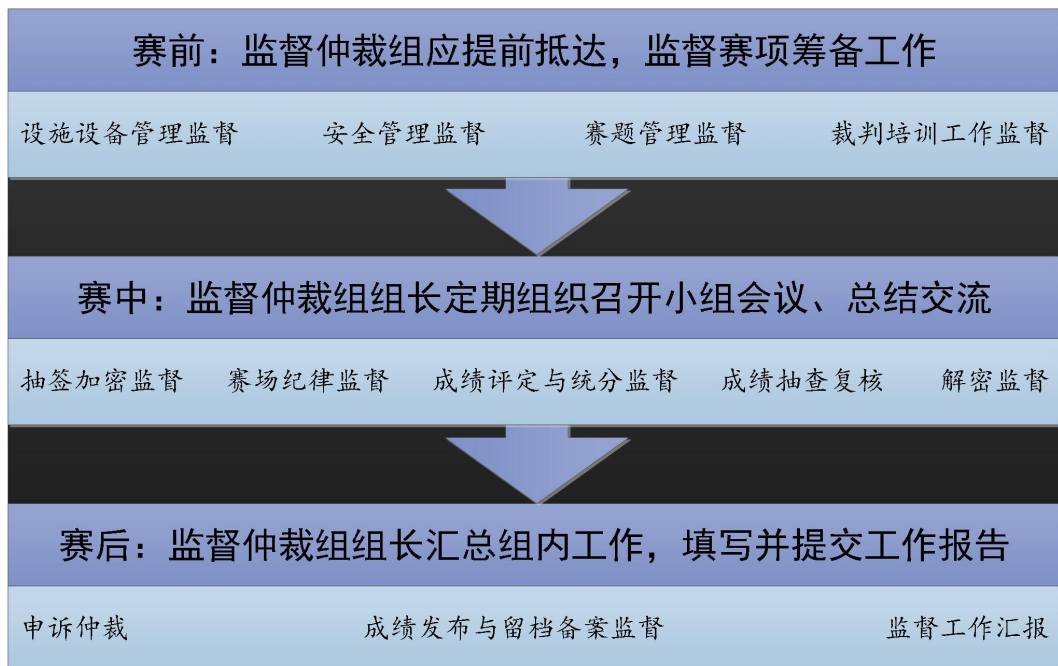 赛前：监督仲裁组应提前抵达，监督赛项筹备工作
设施设备管理监督 安全管理监督 赛题管理监督 裁判培训工作监督
赛中：监督仲裁组组长定期组织召开小组会议、总结交流
抽签加密监督 赛场纪律监督 成绩评定与统分监督 成绩抽查复核 解密监督
赛后：监督仲裁组组长汇总组内工作，填写并提交工作报告
申诉仲裁 成绩发布与留档备案监督 监督工作汇报